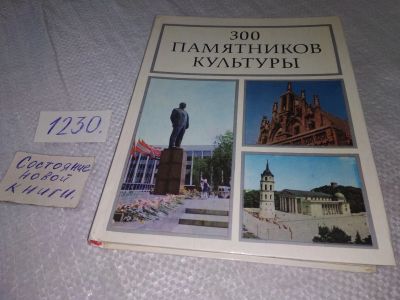 300
ПАМЯТНИКОВ
КУЛЬТУРЫ
1230.
Состояние
новой
книги.